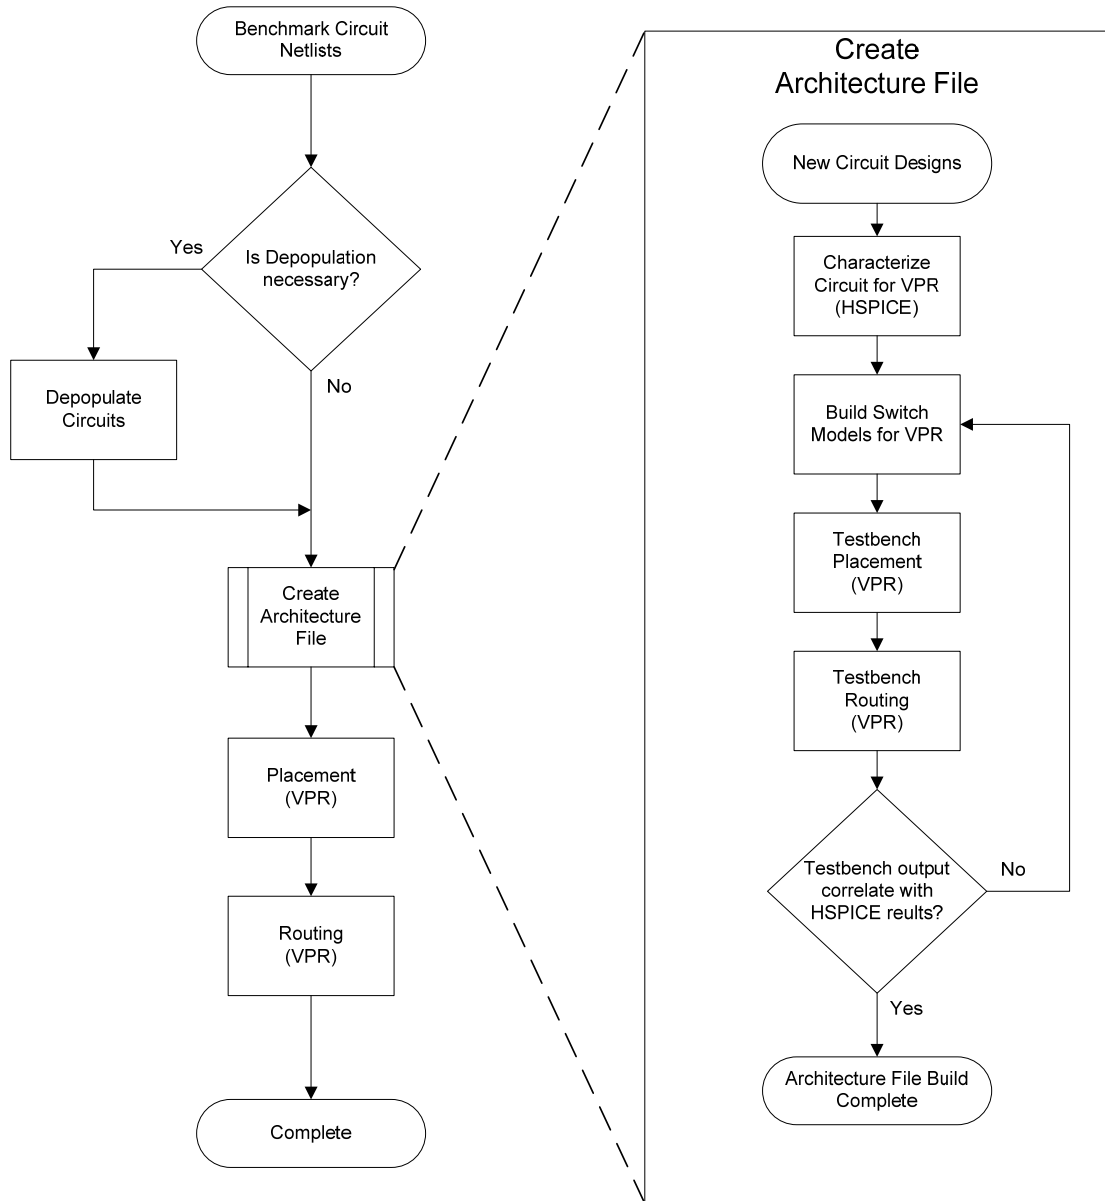 Benchmark Circuit
Netlists
Is Depopulation
necessary?
Yes
No
Depopulate
Circuits
Create
Architecture
File
Placement
(VPR)
Routing
(VPR)
Complete
Create
Architecture File
New Circuit Designs
Characterize
Circuit for VPR
(HSPICE)
Build Switch
Models for VPR
Testbench
Placement
(VPR)
Testbench
Routing
(VPR)
Testbench output
correlate with
HSPICE reults?
No
Yes
Architecture File Build
Complete